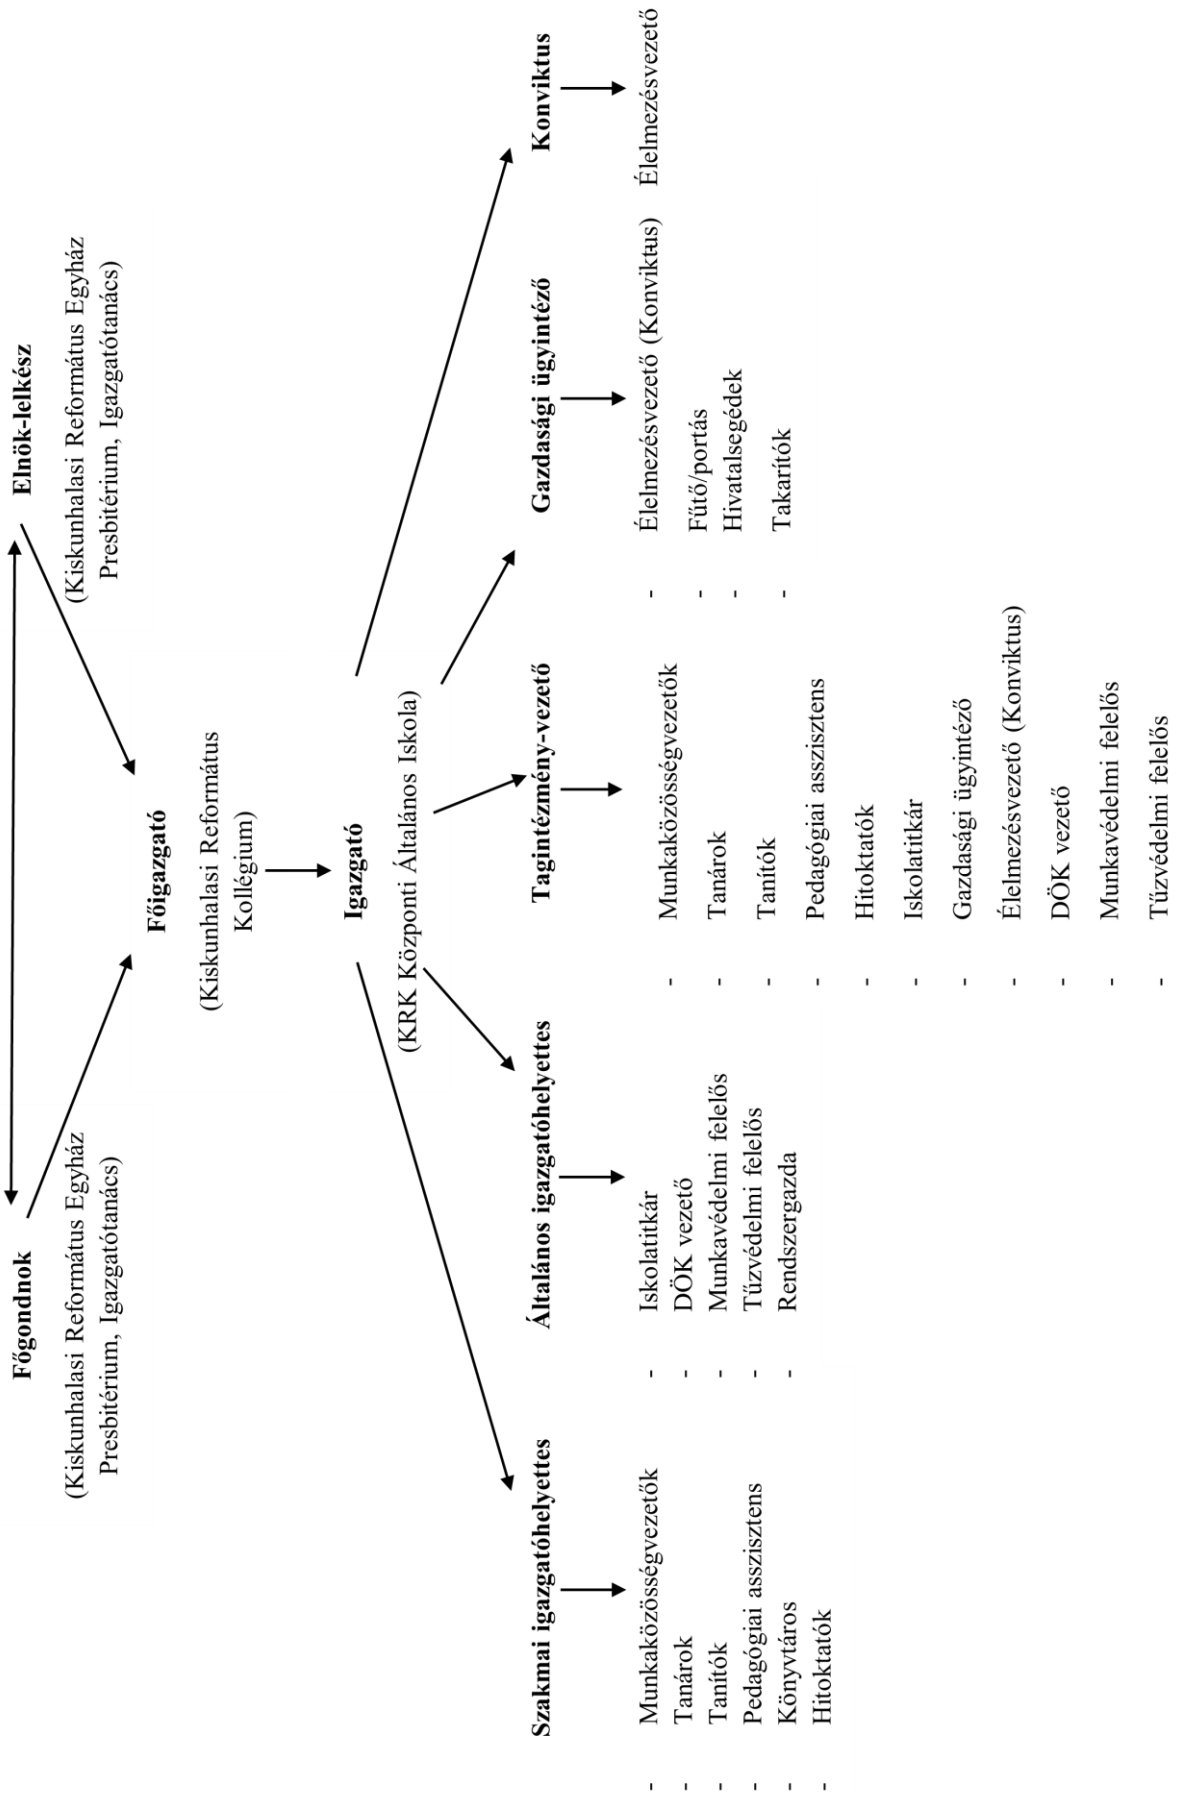 Főgondnok
(Kiskunhalasi Református Egyház
Presbitérium, Igazgatótanács)
Elnök-lelkész
(Kiskunhalasi Református Egyház
Presbitérium, Igazgatótanács)
Főigazgató
(Kiskunhalasi Református
Kollégium)
Igazgató
(KRK Központi Általános Iskola)
Szakmai igazgatóhelyettes
- Munkaközösségvezetők
- Tanárok
- Tanítók
- Pedagógiai asszisztens
- Könyvtáros
- Hitoktatók
Általános igazgatóhelyettes
- Iskolatitkár
- DÖK vezető
- Munkavédelmi felelős
- Tűzvédelmi felelős
- Rendszergazda
Tagintézmény-vezető
- Munkaközösségvezetők
- Tanárok
- Tanítók
- Pedagógiai asszisztens
- Hitoktatók
- Iskolatitkár
- Gazdasági ügyintéző
- Élelmezésvezető (Konviktus)
- DÖK vezető
- Munkavédelmi felelős
- Tűzvédelmi felelős
Gazdasági ügyintéző
- Élelmezésvezető (Konviktus)
- Fűtő/portás
- Hivatalsegédek
- Takarítók
Konviktus
Élelmezésvezető